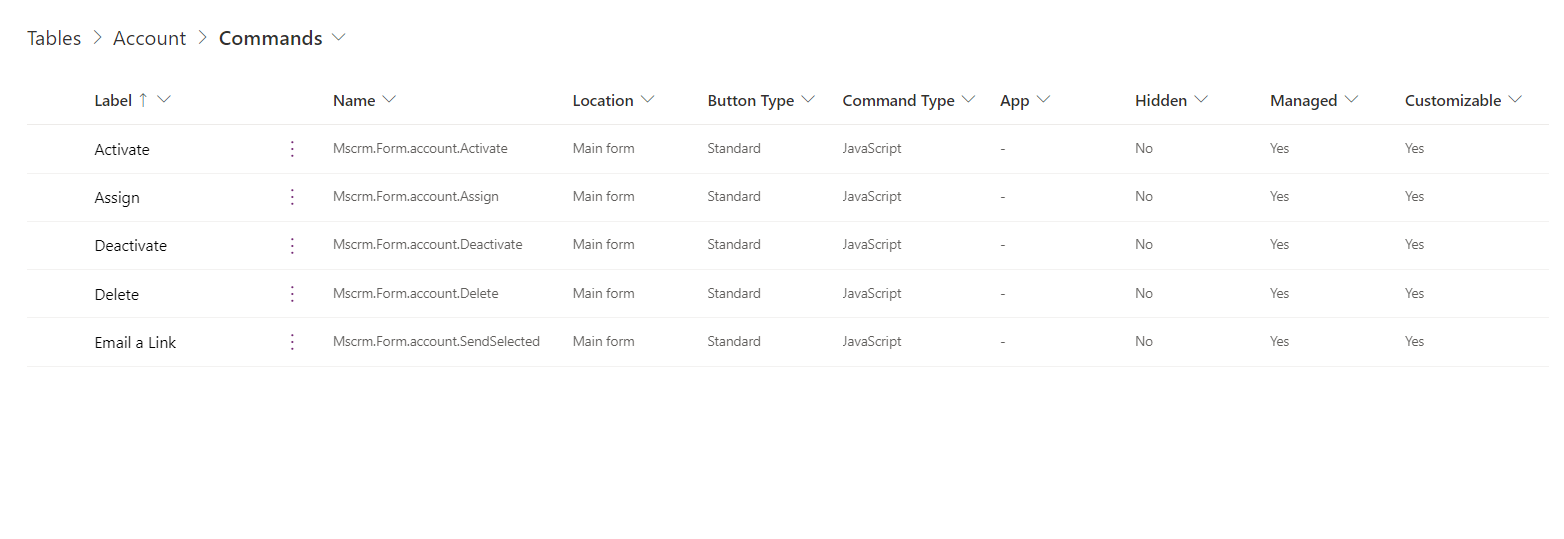 Tables > Account > Commands
Label ↑ Name Location Button Type Command Type App Hidden Managed Customizable
Activate Mscrm.Form.account.Activate Main form Standard JavaScript - No Yes Yes
Assign Mscrm.Form.account.Assign Main form Standard JavaScript - No Yes Yes
Deactivate Mscrm.Form.account.Deactivate Main form Standard JavaScript - No Yes Yes
Delete Mscrm.Form.account.Delete Main form Standard JavaScript - No Yes Yes
Email a Link Mscrm.Form.account.SendSelected Main form Standard JavaScript - No Yes Yes